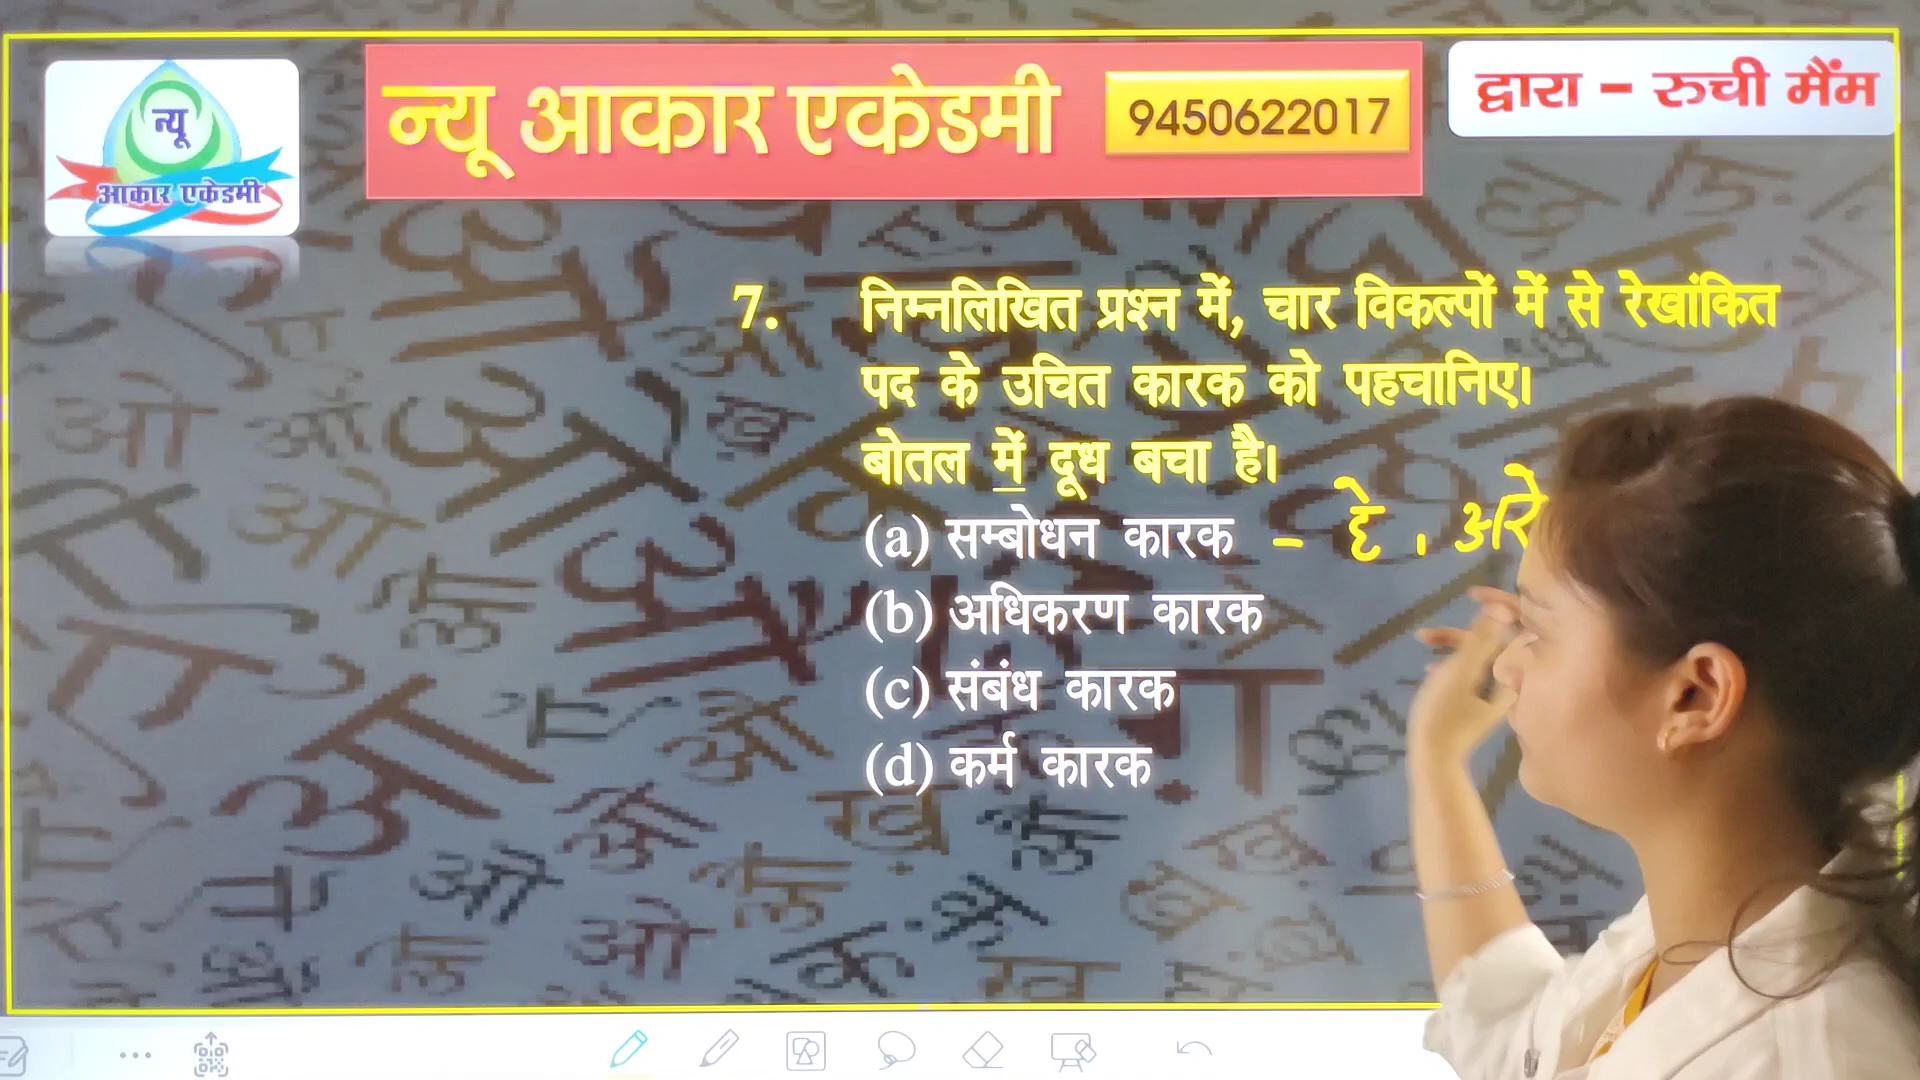 न्यू
आकार एकेडमी
न्यू आकार एकेडमी
9450622017
द्वारा - रुची मैंम
7. निम्नलिखित प्रश्न में, चार विकल्पों में से रेखांकित
पद के उचित कारक को पहचानिए।
बोतल में दूध बचा है।
(a) सम्बोधन कारक - हे, अरे
(b) अधिकरण कारक
(c) संबंध कारक
(d) कर्म कारक